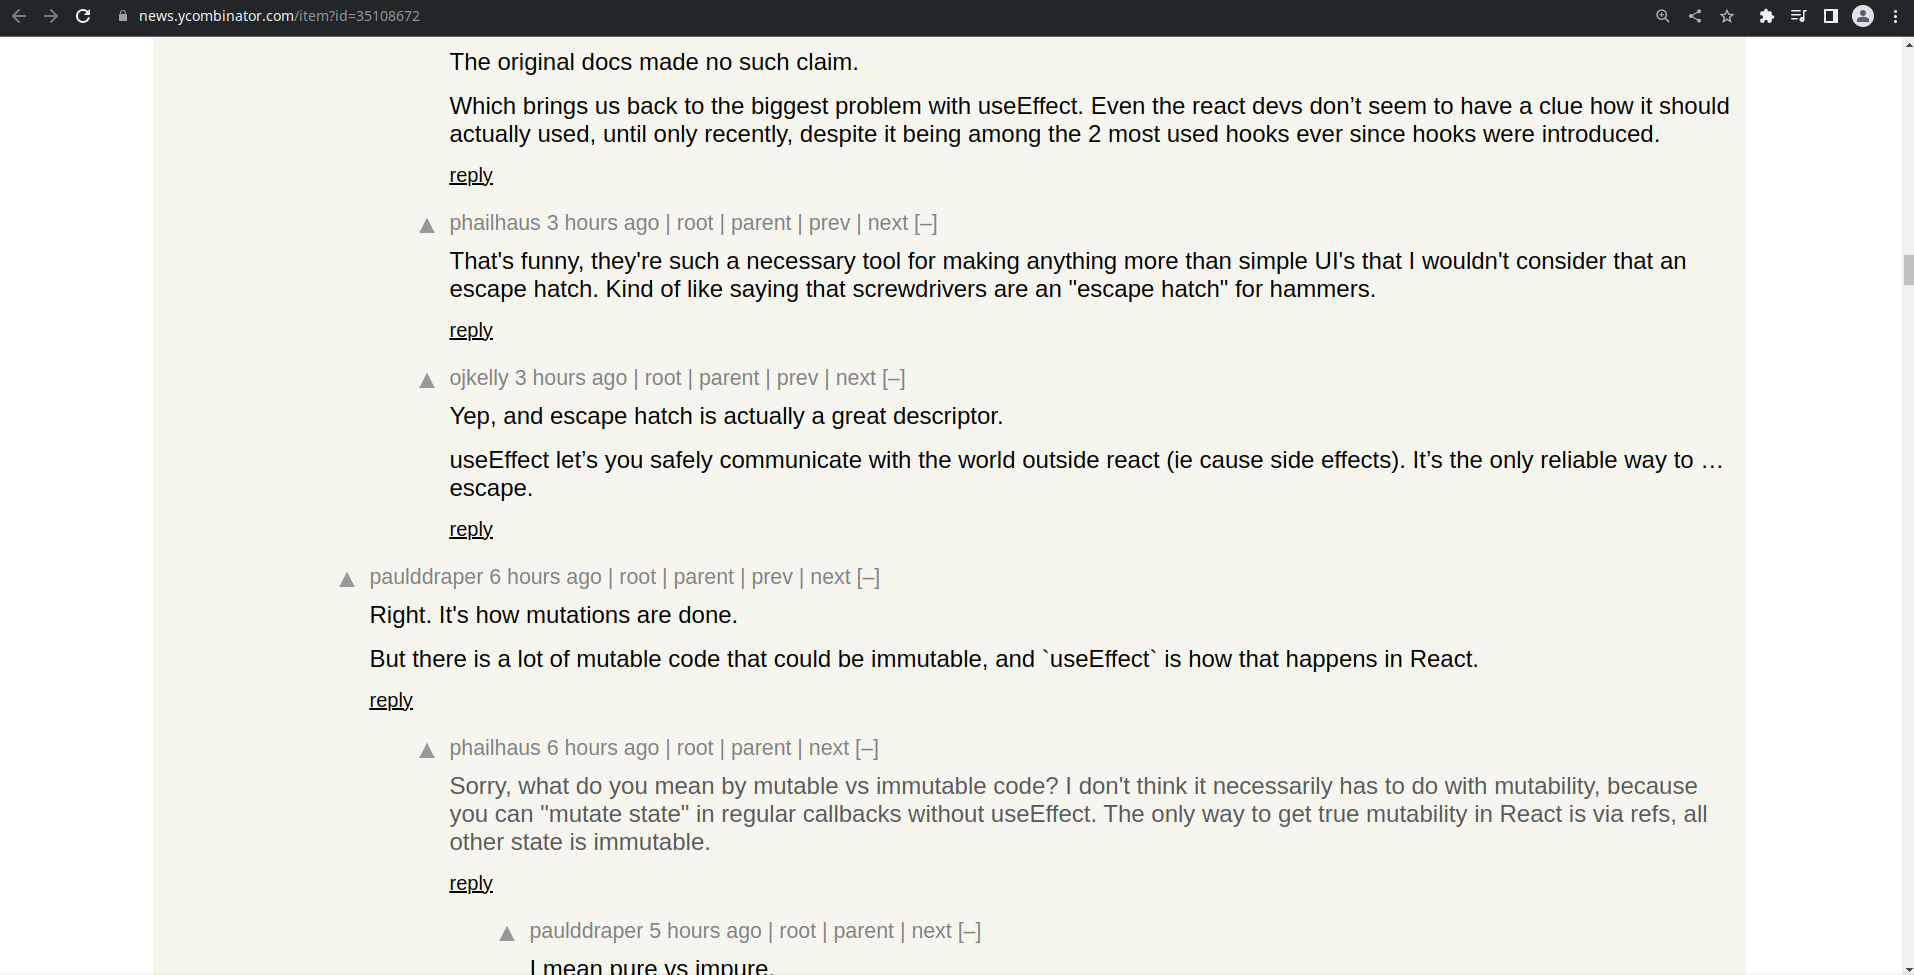 news.ycombinator.com/item?id=35108672
The original docs made no such claim.
Which brings us back to the biggest problem with useEffect. Even the react devs don’t seem to have a clue how it should
actually used, until only recently, despite it being among the 2 most used hooks ever since hooks were introduced.
reply
▲ phailhaus 3 hours ago | root | parent | prev | next [–]
That's funny, they're such a necessary tool for making anything more than simple UI's that I wouldn't consider that an
escape hatch. Kind of like saying that screwdrivers are an "escape hatch" for hammers.
reply
▲ ojkelly 3 hours ago | root | parent | prev | next [–]
Yep, and escape hatch is actually a great descriptor.
useEffect let’s you safely communicate with the world outside react (ie cause side effects). It’s the only reliable way to …
escape.
reply
▲ paulddraper 6 hours ago | root | parent | prev | next [–]
Right. It's how mutations are done.
But there is a lot of mutable code that could be immutable, and `useEffect` is how that happens in React.
reply
▲ phailhaus 6 hours ago | root | parent | next [–]
Sorry, what do you mean by mutable vs immutable code? I don't think it necessarily has to do with mutability, because
you can "mutate state" in regular callbacks without useEffect. The only way to get true mutability in React is via refs, all
other state is immutable.
reply
▲ paulddraper 5 hours ago | root | parent | next [–]
I mean pure vs impure.